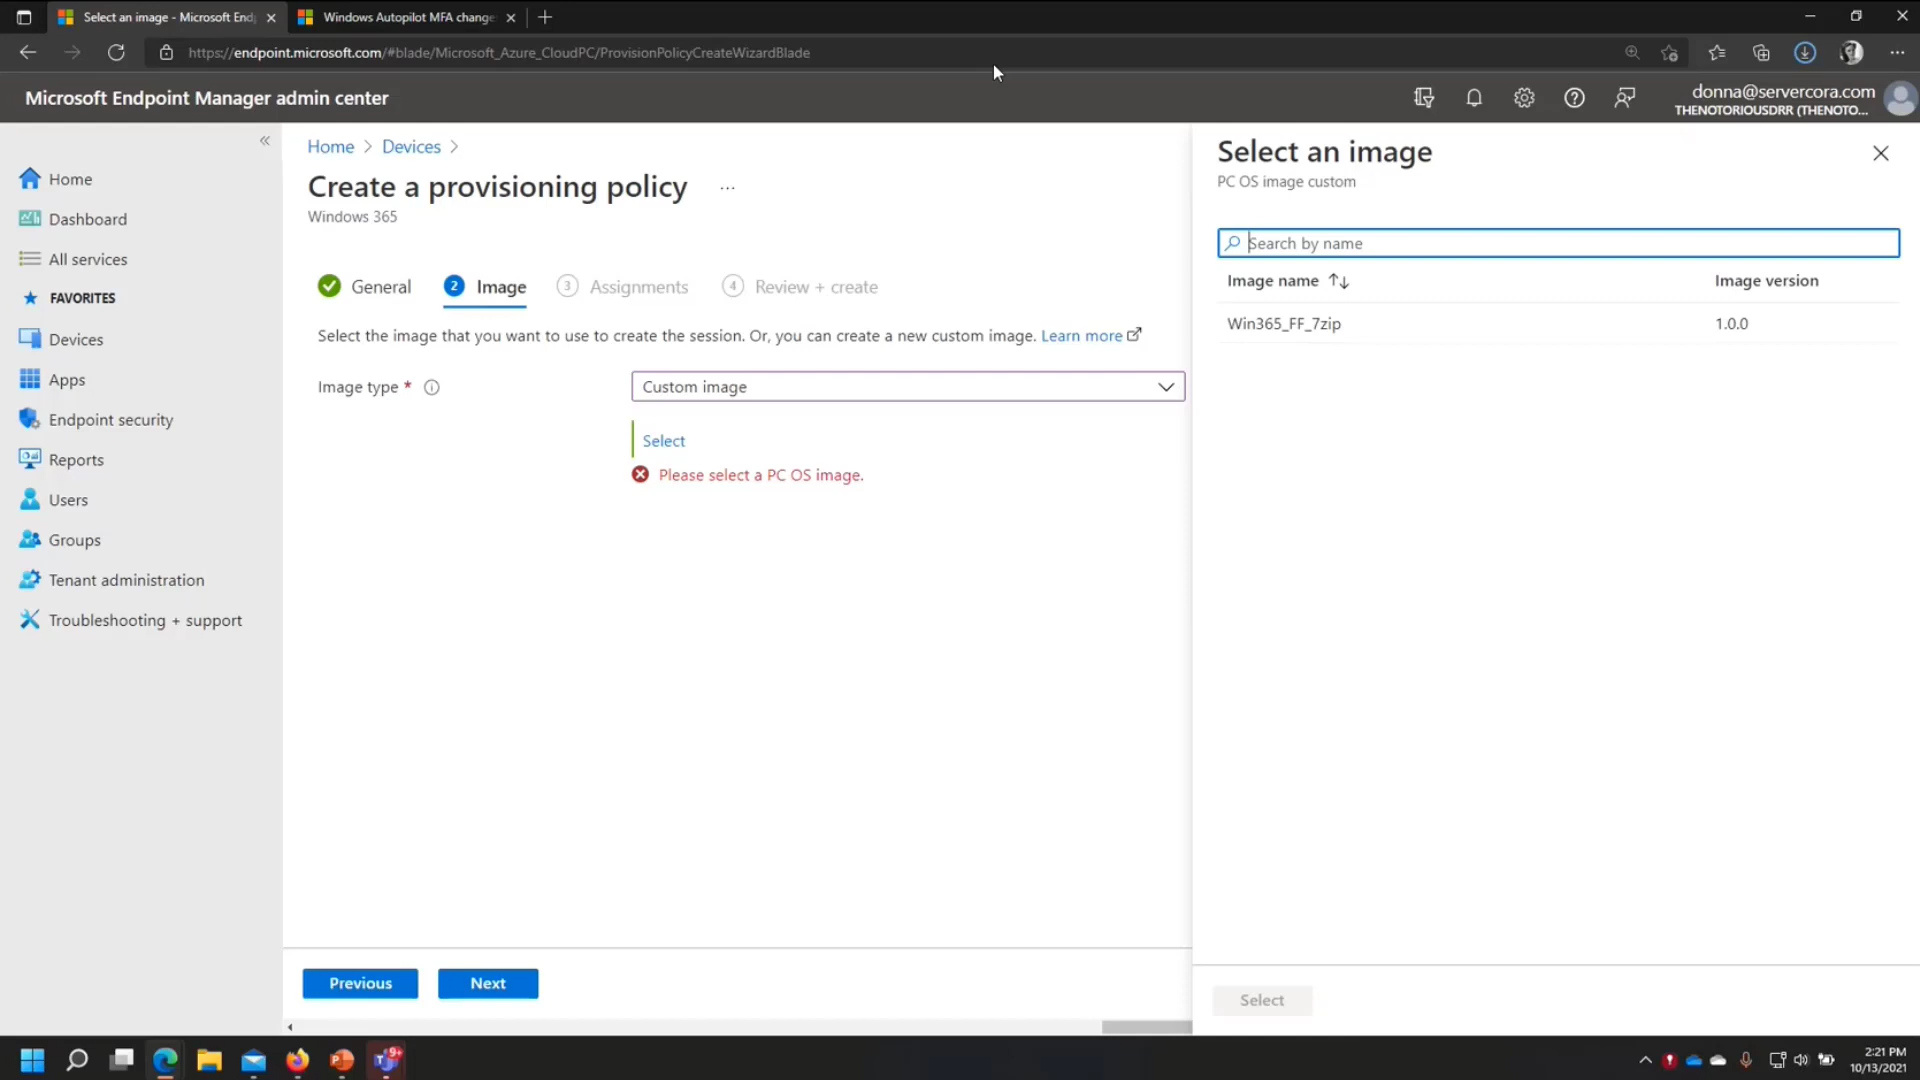 Select an image - Microsoft End
Windows Autopilot MFA change
https://endpoint.microsoft.com/#blade/Microsoft_Azure_CloudPC/ProvisionPolicyCreateWizardBlade
Microsoft Endpoint Manager admin center
donna@servercora.com
THENOTORIOUSDRR (THENOTO...
Home
Dashboard
All services
FAVORITES
Devices
Apps
Endpoint security
Reports
Users
Groups
Tenant administration
Troubleshooting + support
Home > Devices >
Create a provisioning policy ...
Windows 365
General
2 Image
3 Assignments
4 Review + create
Select the image that you want to use to create the session. Or, you can create a new custom image. Learn more
Image type *
Custom image
Select
Please select a PC OS image.
Previous
Next
Select an image
PC OS image custom
Search by name
Image name
Image version
Win365_FF_7zip
1.0.0
Select
9+
2:21 PM
10/13/2021